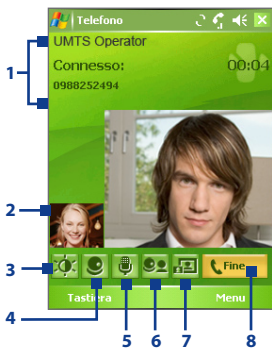 Telefono
UMTS Operator
Connesso: 00:04
0988252494
1
2
3
Fine
Tastiera Menu
4 5 6 7 8